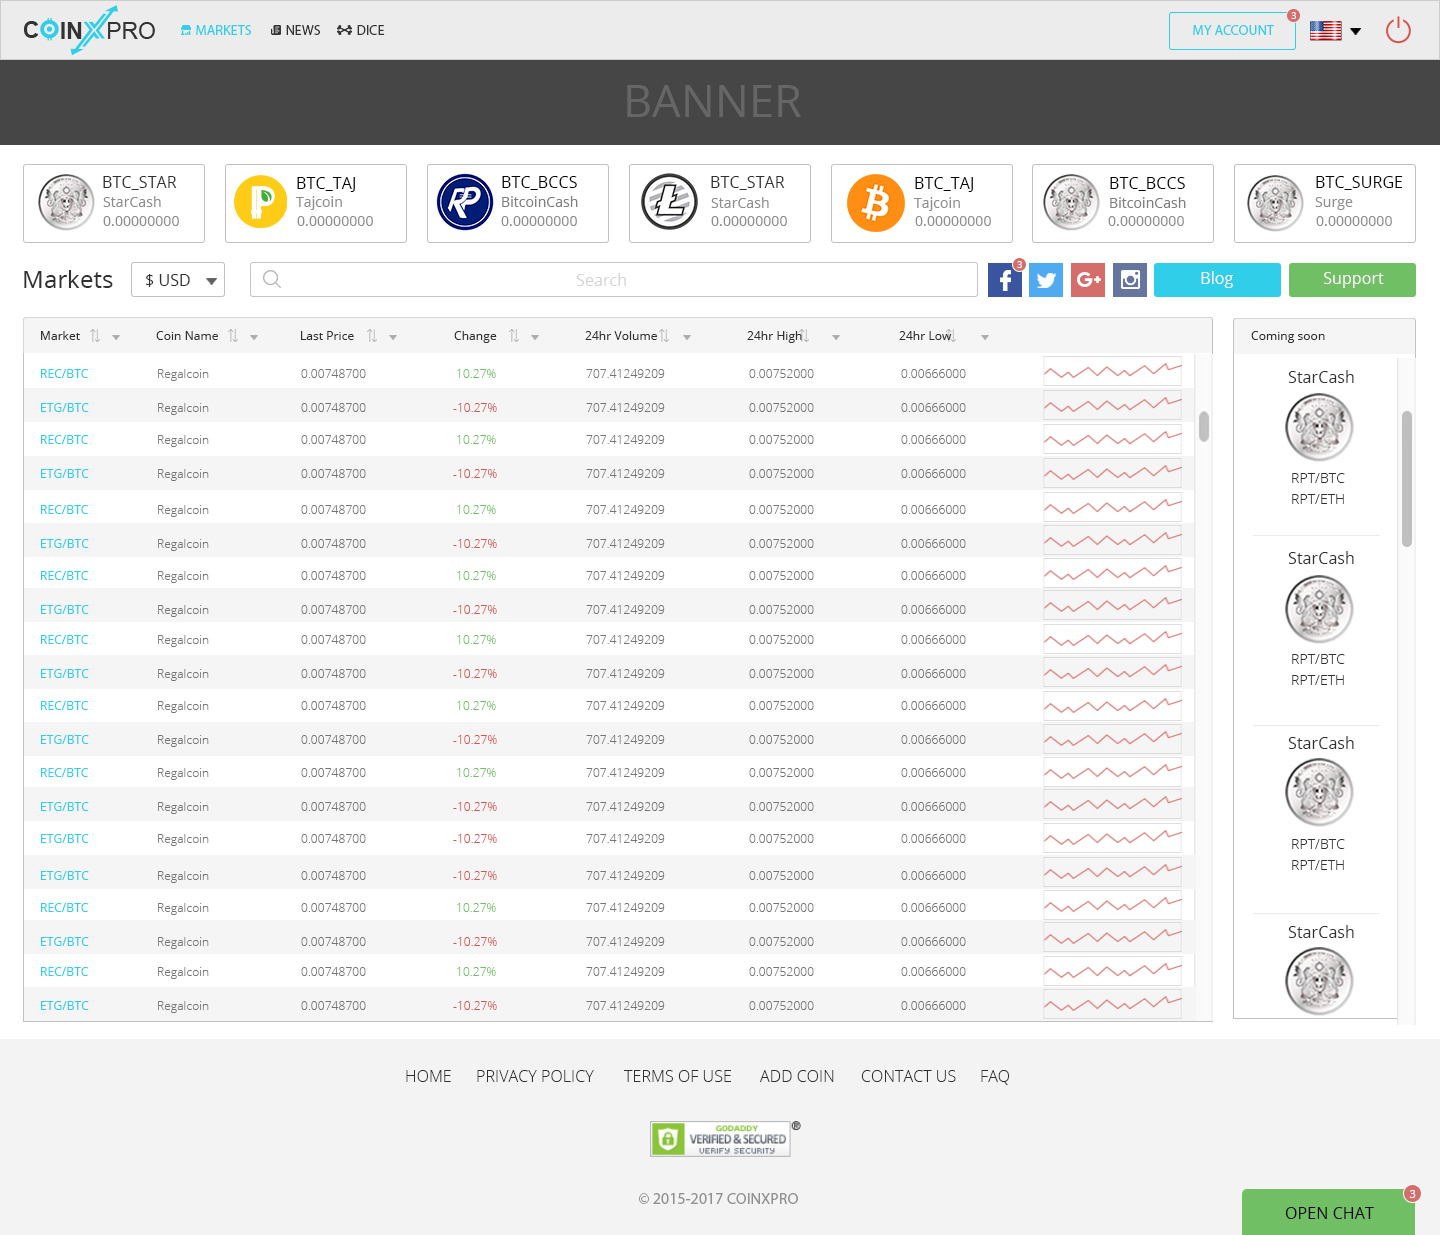 COINXPRO MARKETS NEWS DICE MY ACCOUNT 3
BANNER
BTC_STAR
StarCash
0.00000000
BTC_TAJ
Tajcoin
0.00000000
BTC_BCCS
BitcoinCash
0.00000000
BTC_STAR
StarCash
0.00000000
BTC_TAJ
Tajcoin
0.00000000
BTC_BCCS
BitcoinCash
0.00000000
BTC_SURGE
Surge
0.00000000
Markets $ USD Search 3 Blog Support
Market Coin Name Last Price Change 24hr Volume 24hr High 24hr Low
REC/BTC Regalcoin 0.00748700 10.27% 707.41249209 0.00752000 0.00666000
ETG/BTC Regalcoin 0.00748700 -10.27% 707.41249209 0.00752000 0.00666000
REC/BTC Regalcoin 0.00748700 10.27% 707.41249209 0.00752000 0.00666000
ETG/BTC Regalcoin 0.00748700 -10.27% 707.41249209 0.00752000 0.00666000
REC/BTC Regalcoin 0.00748700 10.27% 707.41249209 0.00752000 0.00666000
ETG/BTC Regalcoin 0.00748700 -10.27% 707.41249209 0.00752000 0.00666000
REC/BTC Regalcoin 0.00748700 10.27% 707.41249209 0.00752000 0.00666000
ETG/BTC Regalcoin 0.00748700 -10.27% 707.41249209 0.00752000 0.00666000
REC/BTC Regalcoin 0.00748700 10.27% 707.41249209 0.00752000 0.00666000
ETG/BTC Regalcoin 0.00748700 -10.27% 707.41249209 0.00752000 0.00666000
REC/BTC Regalcoin 0.00748700 10.27% 707.41249209 0.00752000 0.00666000
ETG/BTC Regalcoin 0.00748700 -10.27% 707.41249209 0.00752000 0.00666000
REC/BTC Regalcoin 0.00748700 10.27% 707.41249209 0.00752000 0.00666000
ETG/BTC Regalcoin 0.00748700 -10.27% 707.41249209 0.00752000 0.00666000
ETG/BTC Regalcoin 0.00748700 -10.27% 707.41249209 0.00752000 0.00666000
ETG/BTC Regalcoin 0.00748700 -10.27% 707.41249209 0.00752000 0.00666000
REC/BTC Regalcoin 0.00748700 10.27% 707.41249209 0.00752000 0.00666000
ETG/BTC Regalcoin 0.00748700 -10.27% 707.41249209 0.00752000 0.00666000
REC/BTC Regalcoin 0.00748700 10.27% 707.41249209 0.00752000 0.00666000
ETG/BTC Regalcoin 0.00748700 -10.27% 707.41249209 0.00752000 0.00666000
Coming soon
StarCash
RPT/BTC
RPT/ETH
StarCash
RPT/BTC
RPT/ETH
StarCash
RPT/BTC
RPT/ETH
StarCash
HOME PRIVACY POLICY TERMS OF USE ADD COIN CONTACT US FAQ
GODADDY
VERIFIED & SECURED
VERIFY SECURITY
®
© 2015-2017 COINXPRO
OPEN CHAT 3